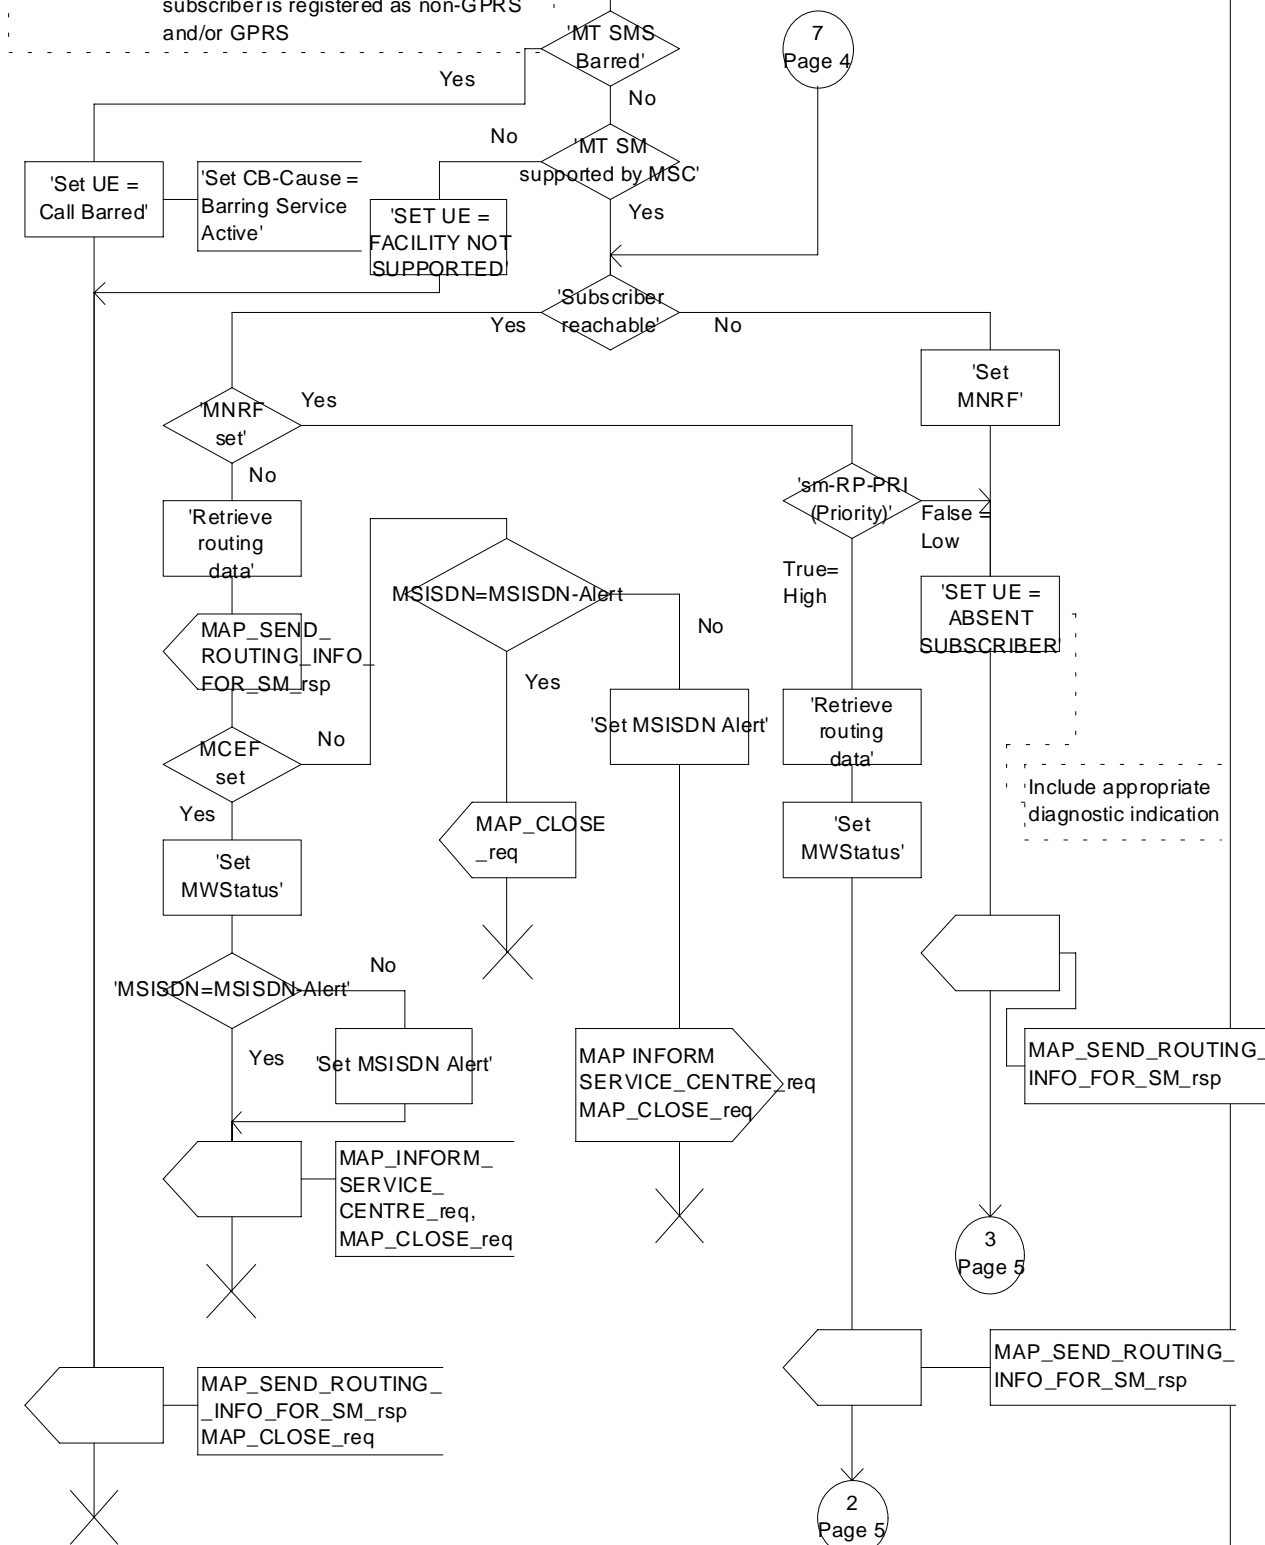 subscriber is registered as non-GPRS
and/or GPRS
'MT SMS
Barred'
7
Page 4
Yes
No
No
'MT SM
supported by MSC'
'Set UE =
Call Barred'
'Set CB-Cause =
Barring Service
Active'
'SET UE =
FACILITY NOT
SUPPORTED'
Yes
'Subscriber
reachable'
Yes
No
'Set
MNRF'
'MNRF
set'
Yes
No
'sm-RP-PRI
(Priority)'
False =
Low
True=
High
'Retrieve
routing
data'
MSISDN=MSISDN-Alert
No
Yes
'SET UE =
ABSENT
SUBSCRIBER'
MAP_SEND_
ROUTING_INFO_
FOR_SM_rsp
'Set MSISDN Alert'
'Retrieve
routing
data'
MCEF
set
No
Yes
Include appropriate
diagnostic indication
MAP_CLOSE
_req
'Set
MWStatus'
'Set
MWStatus'
'MSISDN=MSISDN-Alert'
No
Yes
'Set MSISDN Alert'
MAP INFORM
SERVICE_CENTRE_req
MAP_CLOSE_req
MAP_SEND_ROUTING_
INFO_FOR_SM_rsp
MAP_INFORM_
SERVICE_
CENTRE_req,
MAP_CLOSE_req
3
Page 5
MAP_SEND_ROUTING_
INFO_FOR_SM_rsp
MAP_SEND_ROUTING_
_INFO_FOR_SM_rsp
MAP_CLOSE_req
2
Page 5